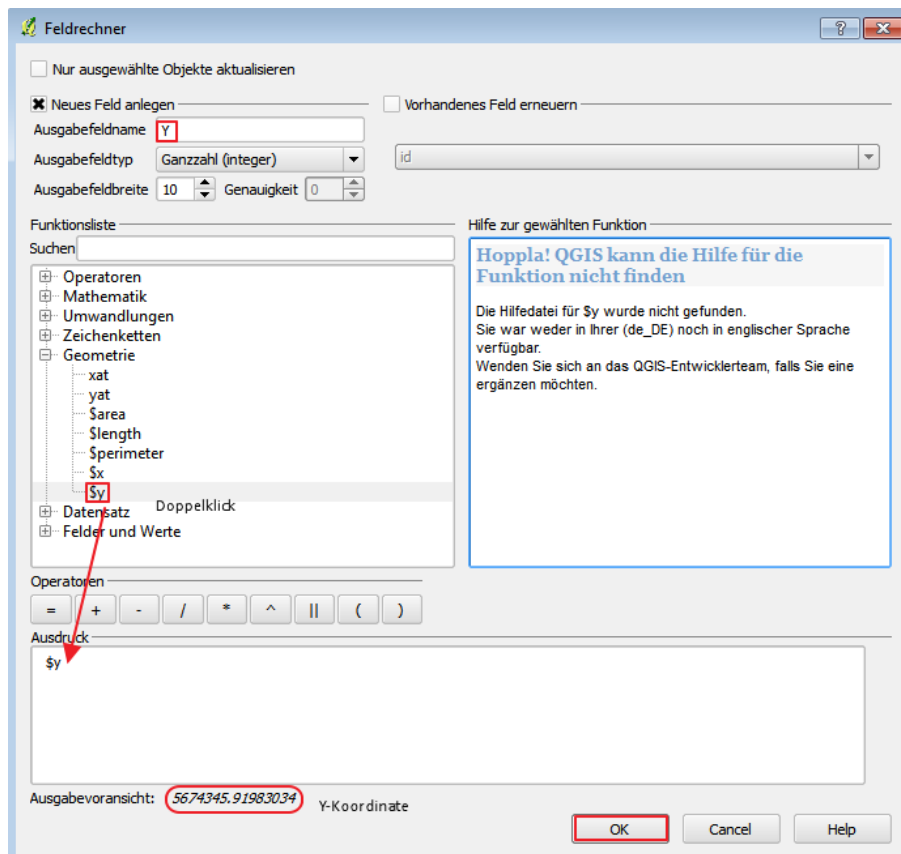 Feldrechner
Nur ausgewählte Objekte aktualisieren
Neues Feld anlegen
Vorhandenes Feld erneuern
Ausgabefeldname Y
Ausgabefeldtyp Ganzzahl (integer)
id
Ausgabefeldbreite 10 Genauigkeit 0
Funktionsliste
Hilfe zur gewählten Funktion
Suchen
Operatoren
Mathematik
Umwandlungen
Zeichenketten
Geometrie
xat
yat
$area
$length
$perimeter
$x
$y
Doppelklick
Datensatz
Felder und Werte
Hoppla! QGIS kann die Hilfe für die
Funktion nicht finden
Die Hilfedatei für $y wurde nicht gefunden.
Sie war weder in Ihrer (de_DE) noch in englischer Sprache
verfügbar.
Wenden Sie sich an das QGIS-Entwicklerteam, falls Sie eine
ergänzen möchten.
Operatoren
= + - / * ^ || ( )
Ausdruck
$y
Ausgabevoransicht: 5674345.91983034 Y-Koordinate
OK Cancel Help